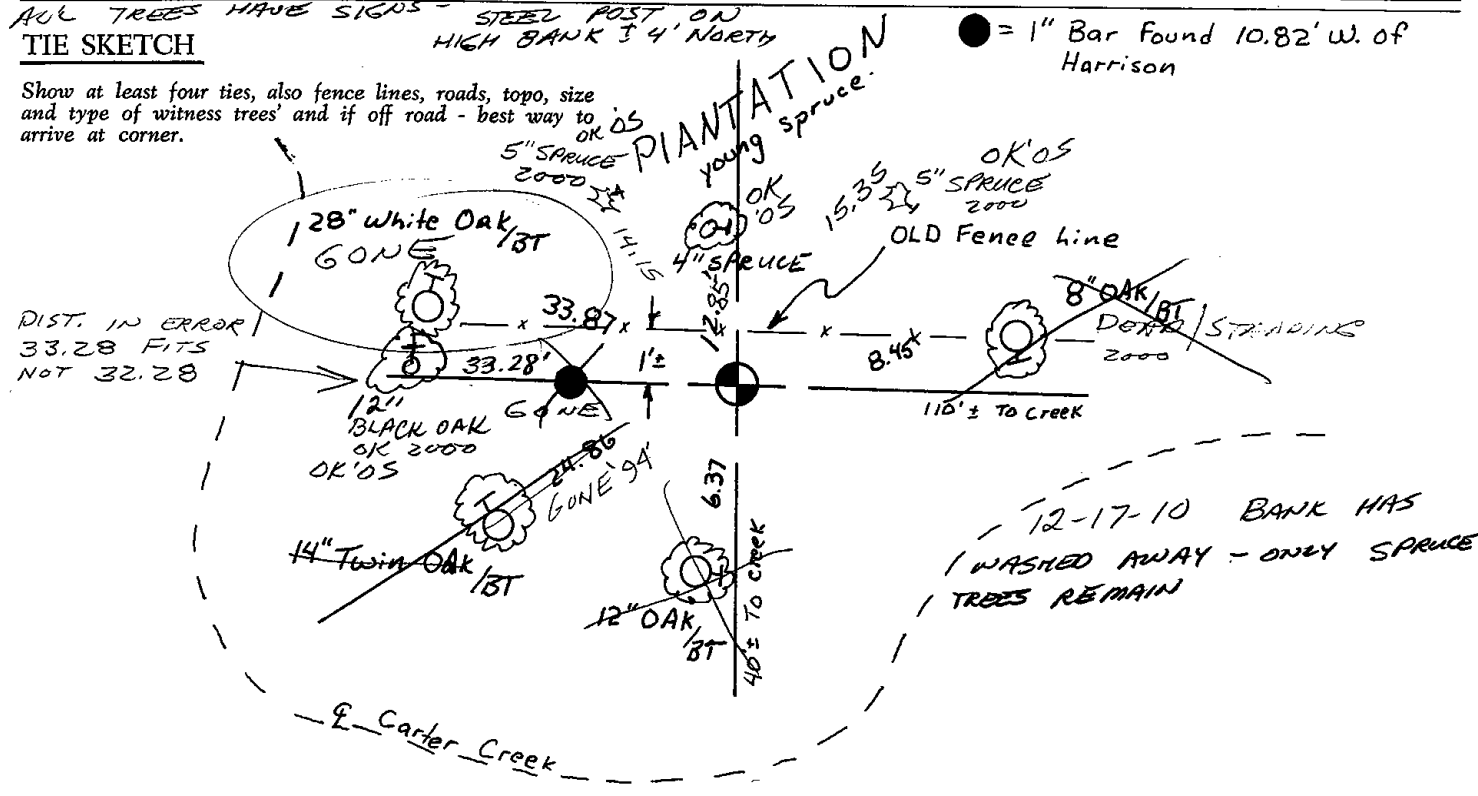 ALL TREES HAVE SIGNS - STEEL POST ON
HIGH BANK ± 4' NORTH
TIE SKETCH
Show at least four ties, also fence lines, roads, topo, size
and type of witness trees' and if off road - best way to
arrive at corner.
= 1" Bar Found 10.82' W. of
Harrison
PLANTATION
young spruce.
OK '05
5" SPRUCE
2000
14.15
OK
'05
4" SPRUCE
12.85'
15.35
OK'05
5" SPRUCE
2000
OLD Fence Line
28" White Oak/BT
GONE
33.87
DIST. IN ERROR
33.28 FITS
NOT 32.28
33.28'
1'±
8.45
8" OAK/BT
DEAD/STANDING
2000
12"
BLACK OAK
OK 2000
OK'05
GONE
110'± To Creek
24.86
GONE '94'
14" Twin OAK/BT
6.37
12" OAK/BT
40'± To Creek
12-17-10 BANK HAS
WASHED AWAY - ONLY SPRUCE
TREES REMAIN
℄ Carter Creek